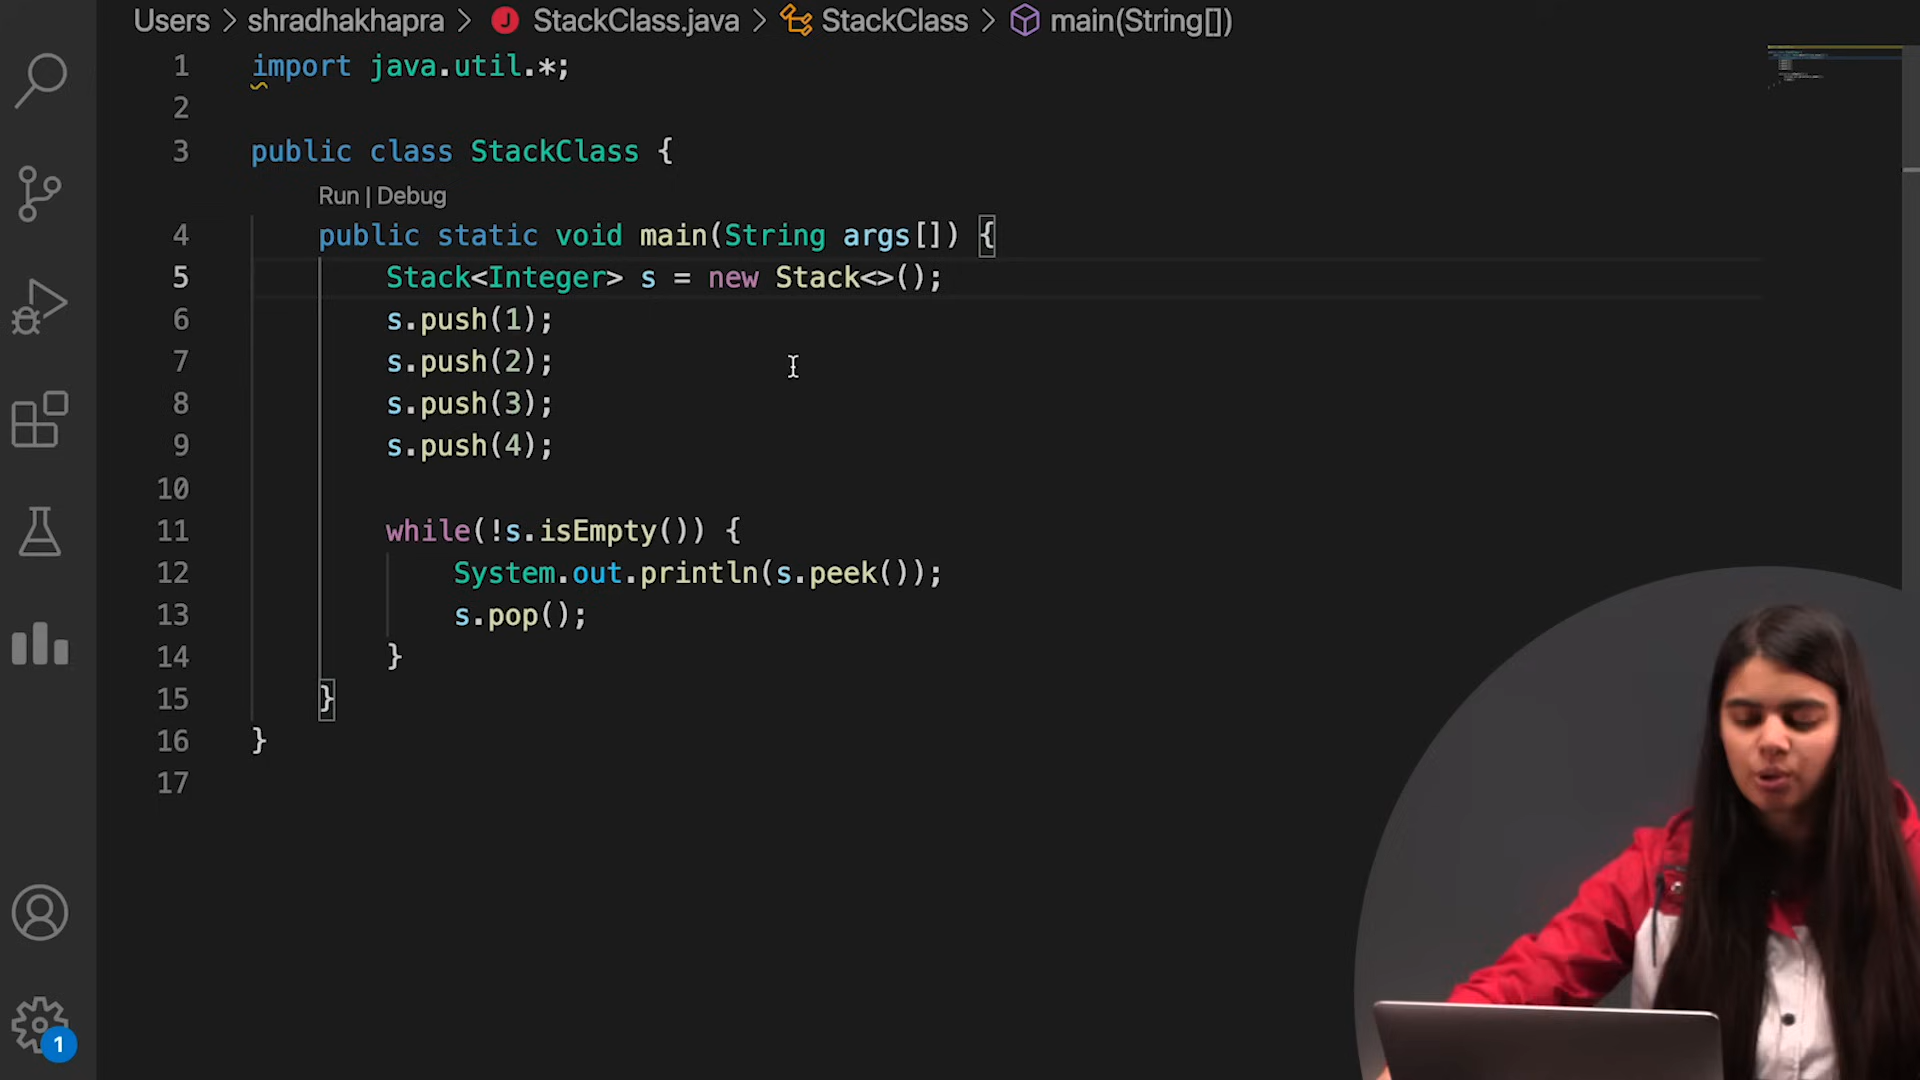 Users > shradhakhapra > StackClass.java > StackClass > main(String[])
1 import java.util.*;
2
3 public class StackClass {
Run | Debug
4 public static void main(String args[]) {
5 Stack<Integer> s = new Stack<>();
6 s.push(1);
7 s.push(2);
8 s.push(3);
9 s.push(4);
10
11 while(!s.isEmpty()) {
12 System.out.println(s.peek());
13 s.pop();
14 }
15 }
16 }
17
1